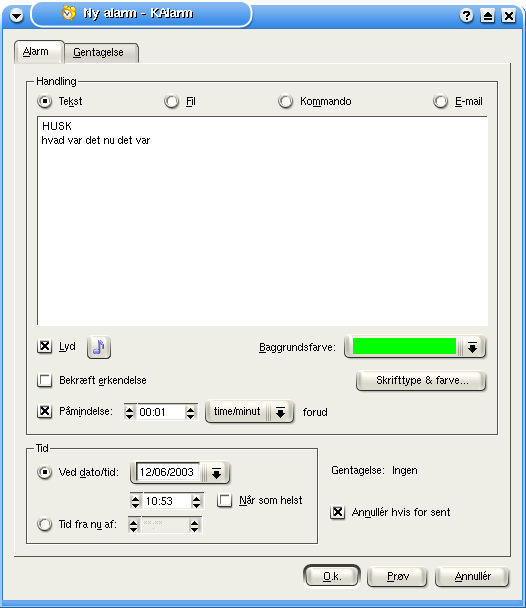 Ny alarm - KAlarm
Alarm Gentagelse
Handling
Tekst Fil Kommando E-mail
HUSK
hvad var det nu det var
Lyd Baggrundsfarve:
Bekræft erkendelse Skrifttype & farve...
Påmindelse: 00:01 time/minut forud
Tid
Ved dato/tid: 12/06/2003 Gentagelse: Ingen
10:53 Når som helst
Annullér hvis for sent
Tid fra ny af: **:**
O.k. Prøv Annullér